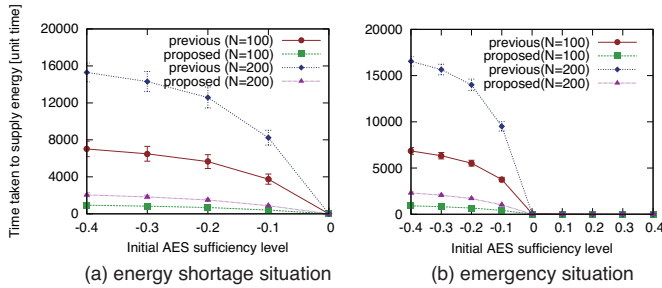 Time taken to supply energy [unit time]
20000
16000
12000
8000
4000
0
previous (N=100)
proposed (N=100)
previous (N=200)
proposed (N=200)
-0.4 -0.3 -0.2 -0.1 0
Initial AES sufficiency level
(a) energy shortage situation
20000
15000
10000
5000
0
previous(N=100)
proposed(N=100)
previous(N=200)
proposed(N=200)
-0.4 -0.3 -0.2 -0.1 0 0.1 0.2 0.3 0.4
Initial AES sufficiency level
(b) emergency situation